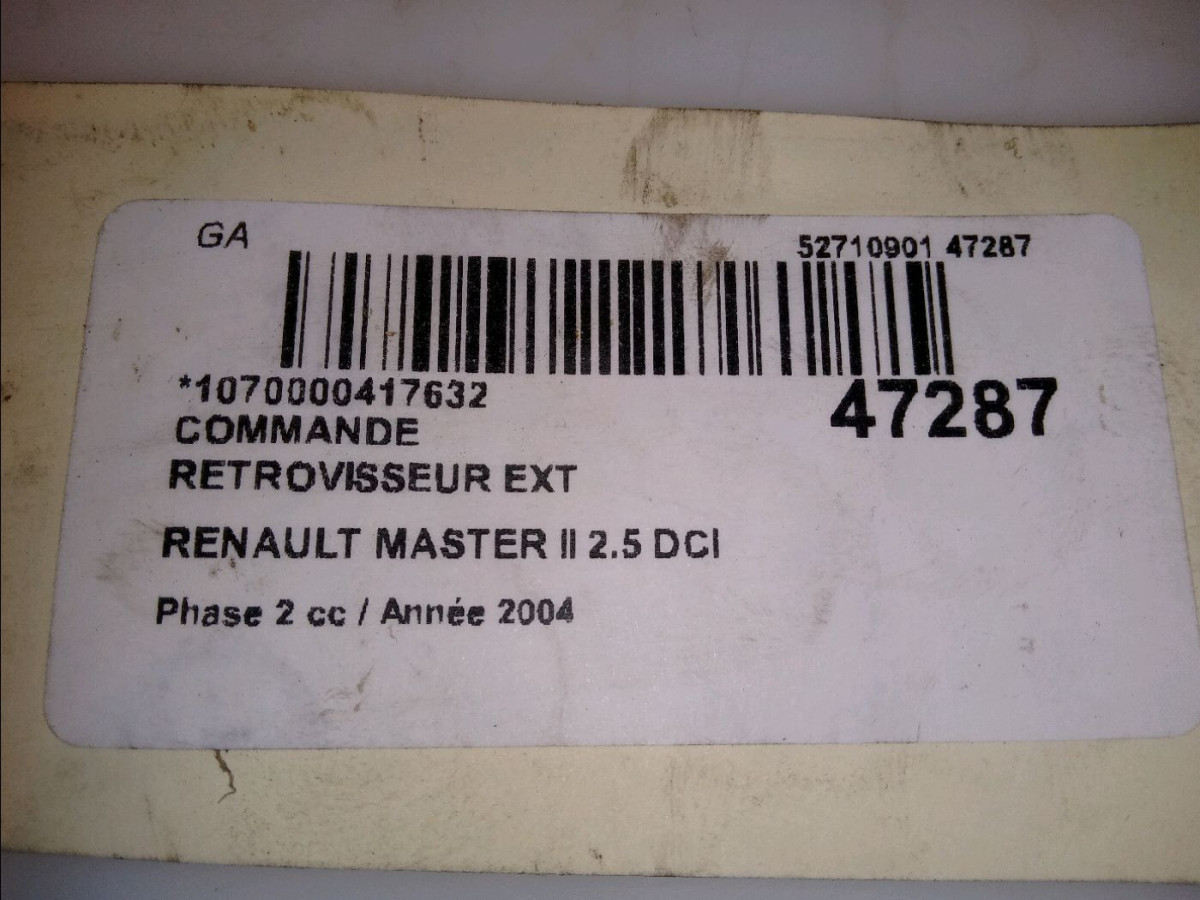 GA
52710901 47287
*1070000417632
47287
COMMANDE
RETROVISSEUR EXT
RENAULT MASTER II 2.5 DCI
Phase 2 cc / Année 2004